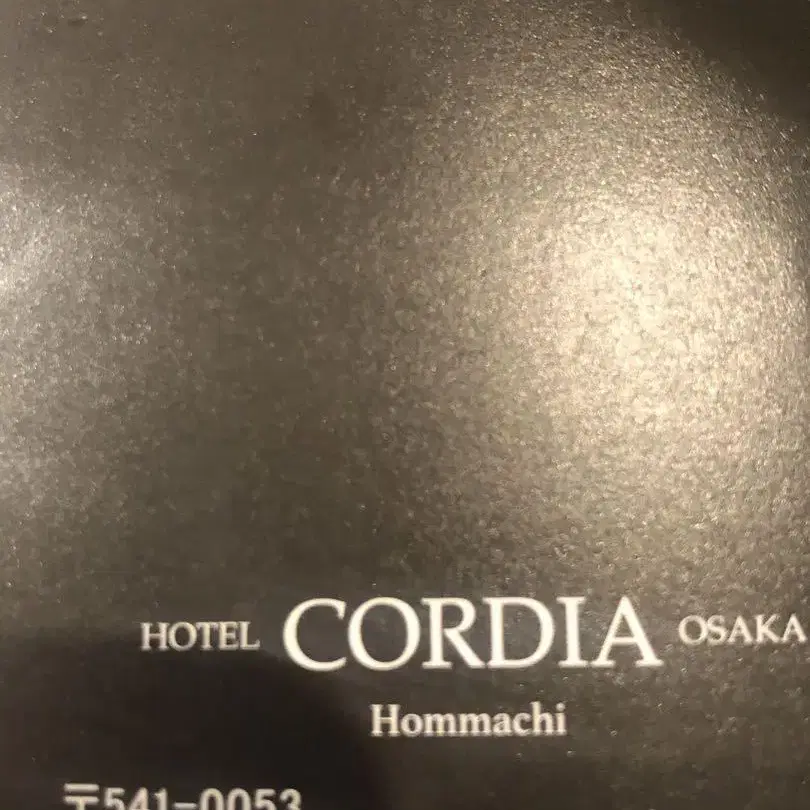 HOTEL CORDIA OSAKA
Hommachi
〒541-0053